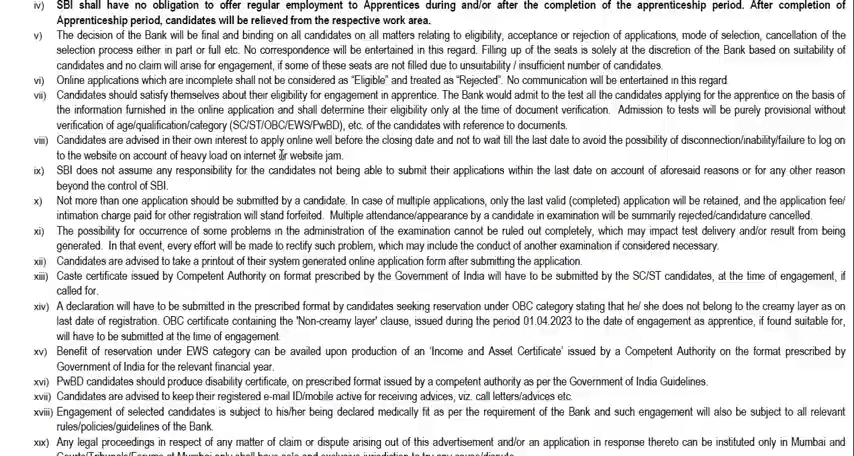 iv) SBI shall have no obligation to offer regular employment to Apprentices during and/or after the completion of the apprenticeship period. After completion of
Apprenticeship period, candidates will be relieved from the respective work area.
v) The decision of the Bank will be final and binding on all candidates on all matters relating to eligibility, acceptance or rejection of applications, mode of selection, cancellation of the
selection process either in part or full etc. No correspondence will be entertained in this regard. Filling up of the seats is solely at the discretion of the Bank based on suitability of
candidates and no claim will arise for engagement, if some of these seats are not filled due to unsuitability / insufficient number of candidates.
vi) Online applications which are incomplete shall not be considered as "Eligible" and treated as "Rejected". No communication will be entertained in this regard.
vii) Candidates should satisfy themselves about their eligibility for engagement in apprentice. The Bank would admit to the test all the candidates applying for the apprentice on the basis of
the information furnished in the online application and shall determine their eligibility only at the time of document verification. Admission to tests will be purely provisional without
verification of age/qualification/category (SC/ST/OBC/EWS/PwBD), etc. of the candidates with reference to documents.
viii) Candidates are advised in their own interest to apply online well before the closing date and not to wait till the last date to avoid the possibility of disconnection/inability/failure to log on
to the website on account of heavy load on internet or website jam.
ix) SBI does not assume any responsibility for the candidates not being able to submit their applications within the last date on account of aforesaid reasons or for any other reason
beyond the control of SBI.
x) Not more than one application should be submitted by a candidate. In case of multiple applications, only the last valid (completed) application will be retained, and the application fee/
intimation charge paid for other registration will stand forfeited. Multiple attendance/appearance by a candidate in examination will be summarily rejected/candidature cancelled.
xi) The possibility for occurrence of some problems in the administration of the examination cannot be ruled out completely, which may impact test delivery and/or result from being
generated. In that event, every effort will be made to rectify such problem, which may include the conduct of another examination if considered necessary.
xii) Candidates are advised to take a printout of their system generated online application form after submitting the application.
xiii) Caste certificate issued by Competent Authority on format prescribed by the Government of India will have to be submitted by the SC/ST candidates, at the time of engagement, if
called for.
xiv) A declaration will have to be submitted in the prescribed format by candidates seeking reservation under OBC category stating that he/ she does not belong to the creamy layer as on
last date of registration. OBC certificate containing the 'Non-creamy layer' clause, issued during the period 01.04.2023 to the date of engagement as apprentice, if found suitable for,
will have to be submitted at the time of engagement
xv) Benefit of reservation under EWS category can be availed upon production of an 'Income and Asset Certificate' issued by a Competent Authority on the format prescribed by
Government of India for the relevant financial year.
xvi) PwBD candidates should produce disability certificate, on prescribed format issued by a competent authority as per the Government of India Guidelines.
xvii) Candidates are advised to keep their registered e-mail ID/mobile active for receiving advices, viz. call letters/advices etc.
xviii) Engagement of selected candidates is subject to his/her being declared medically fit as per the requirement of the Bank and such engagement will also be subject to all relevant
rules/policies/guidelines of the Bank.
xix) Any legal proceedings in respect of any matter of claim or dispute arising out of this advertisement and/or an application in response thereto can be instituted only in Mumbai and
Courts/Tribunals/Forums at Mumbai only shall have sole and exclusive jurisdiction to try any cause/dispute.